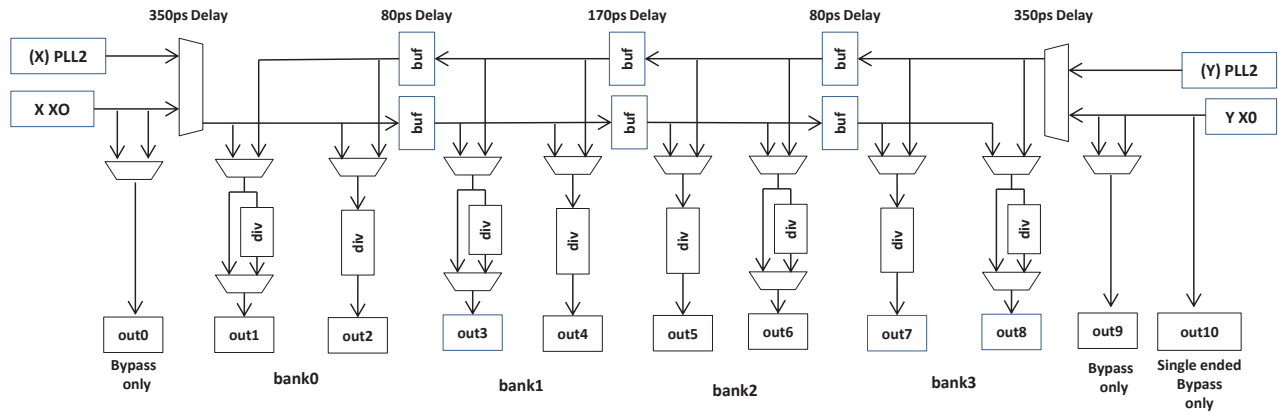 350ps Delay
80ps Delay
170ps Delay
80ps Delay
350ps Delay
(X) PLL2
buf
buf
buf
(Y) PLL2
X XO
buf
buf
buf
Y X0
div
div
div
div
div
div
div
div
out0
out1
out2
out3
out4
out5
out6
out7
out8
out9
out10
Bypass
only
bank0
bank1
bank2
bank3
Bypass
only
Single ended
Bypass
only